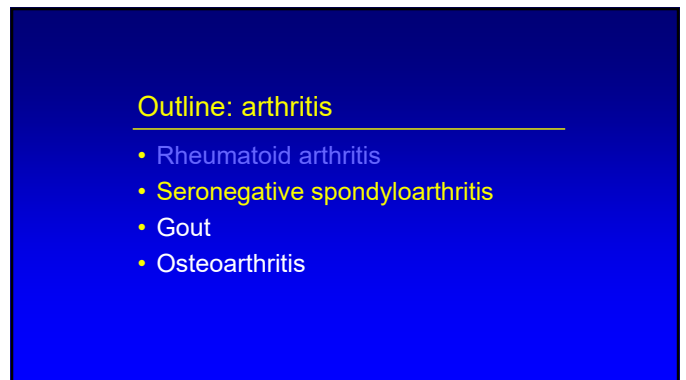 Outline: arthritis
• Rheumatoid arthritis
• Seronegative spondyloarthritis
• Gout
• Osteoarthritis